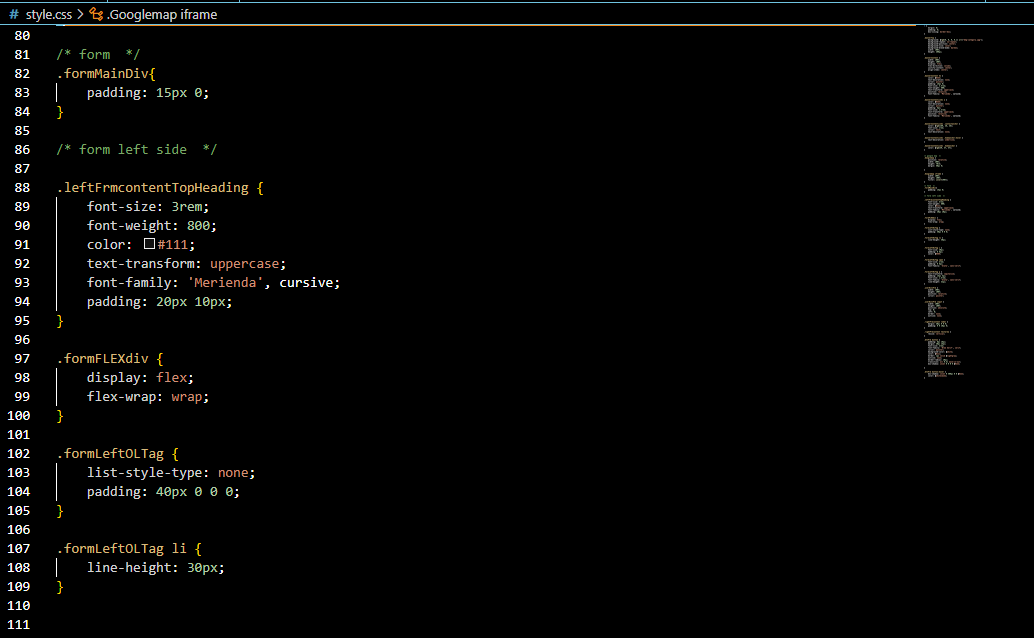 # style.css > .Googlemap iframe
80
81 /* form  */
82 .formMainDiv{
83     padding: 15px 0;
84 }
85
86 /* form left side  */
87
88 .leftFrmcontentTopHeading {
89     font-size: 3rem;
90     font-weight: 800;
91     color: #111;
92     text-transform: uppercase;
93     font-family: 'Merienda', cursive;
94     padding: 20px 10px;
95 }
96
97 .formFLEXdiv {
98     display: flex;
99     flex-wrap: wrap;
100 }
101
102 .formLeftOLTag {
103     list-style-type: none;
104     padding: 40px 0 0 0;
105 }
106
107 .formLeftOLTag li {
108     line-height: 30px;
109 }
110
111